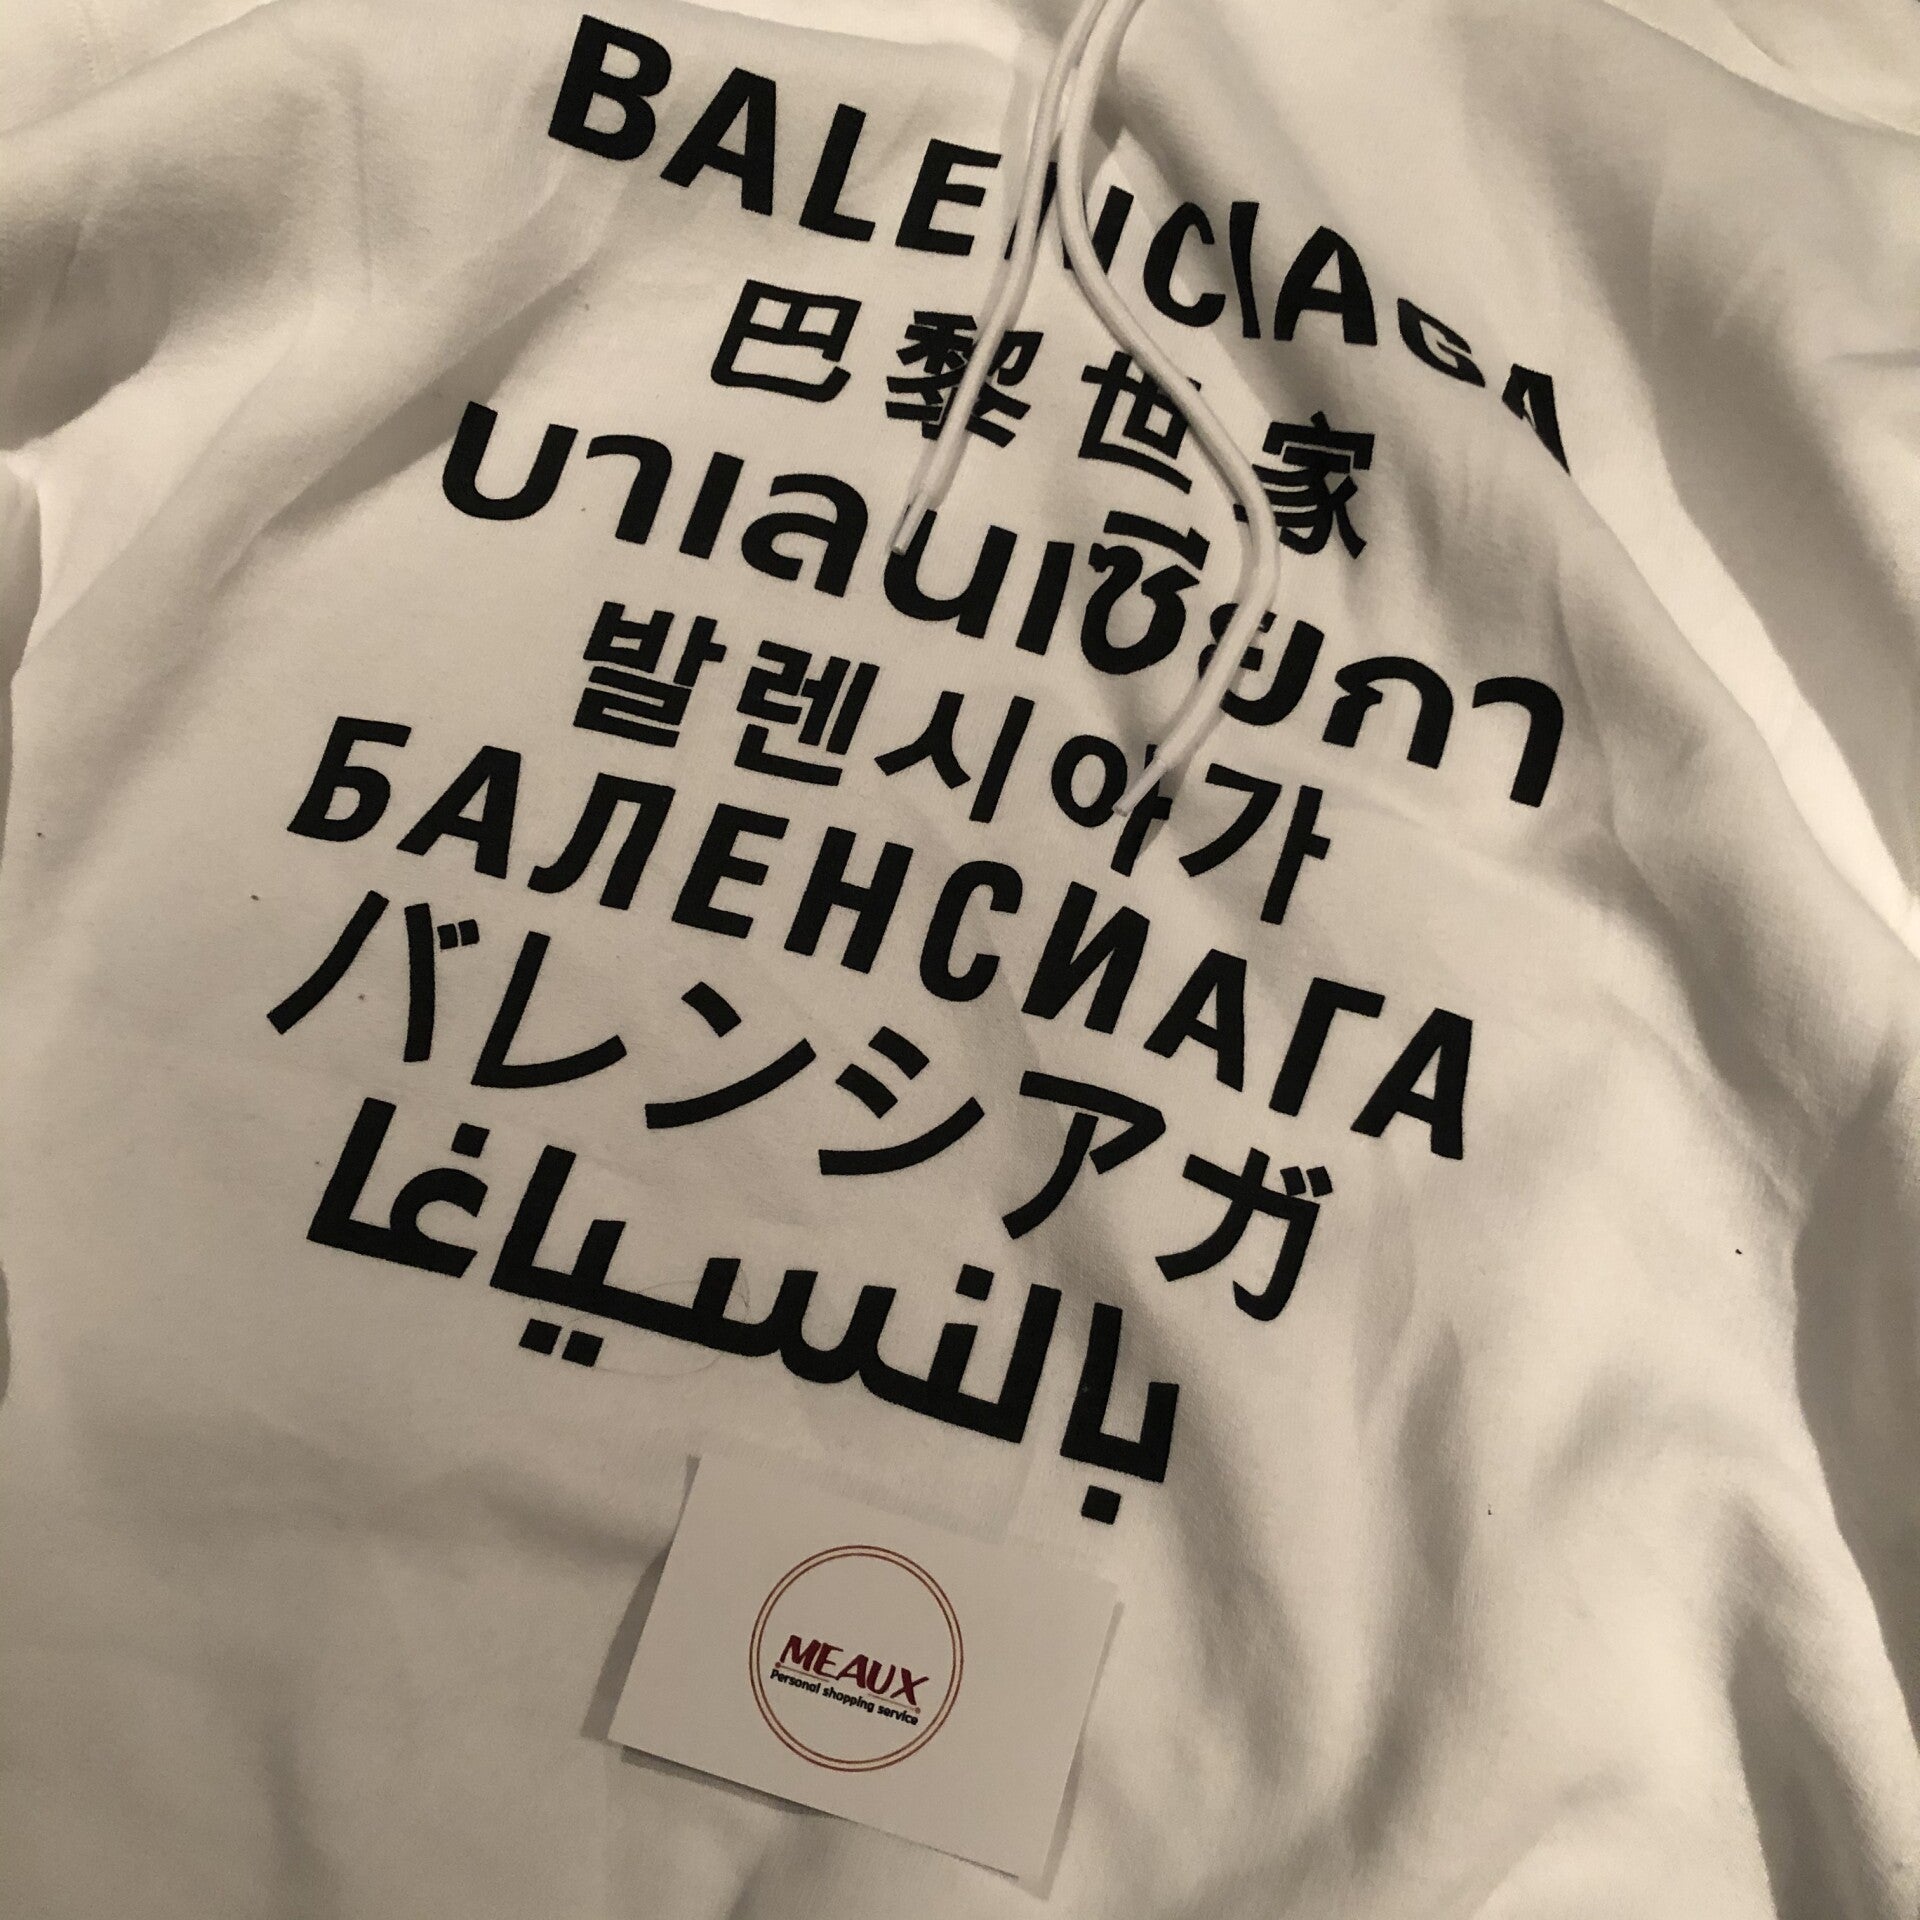 BALENCIAGA
巴黎世家
บาเลนเซียกา
발렌시아가
БАЛЕНСИАГА
バレンシアガ
بالنسياغا
MEAUX
Personal shopping service